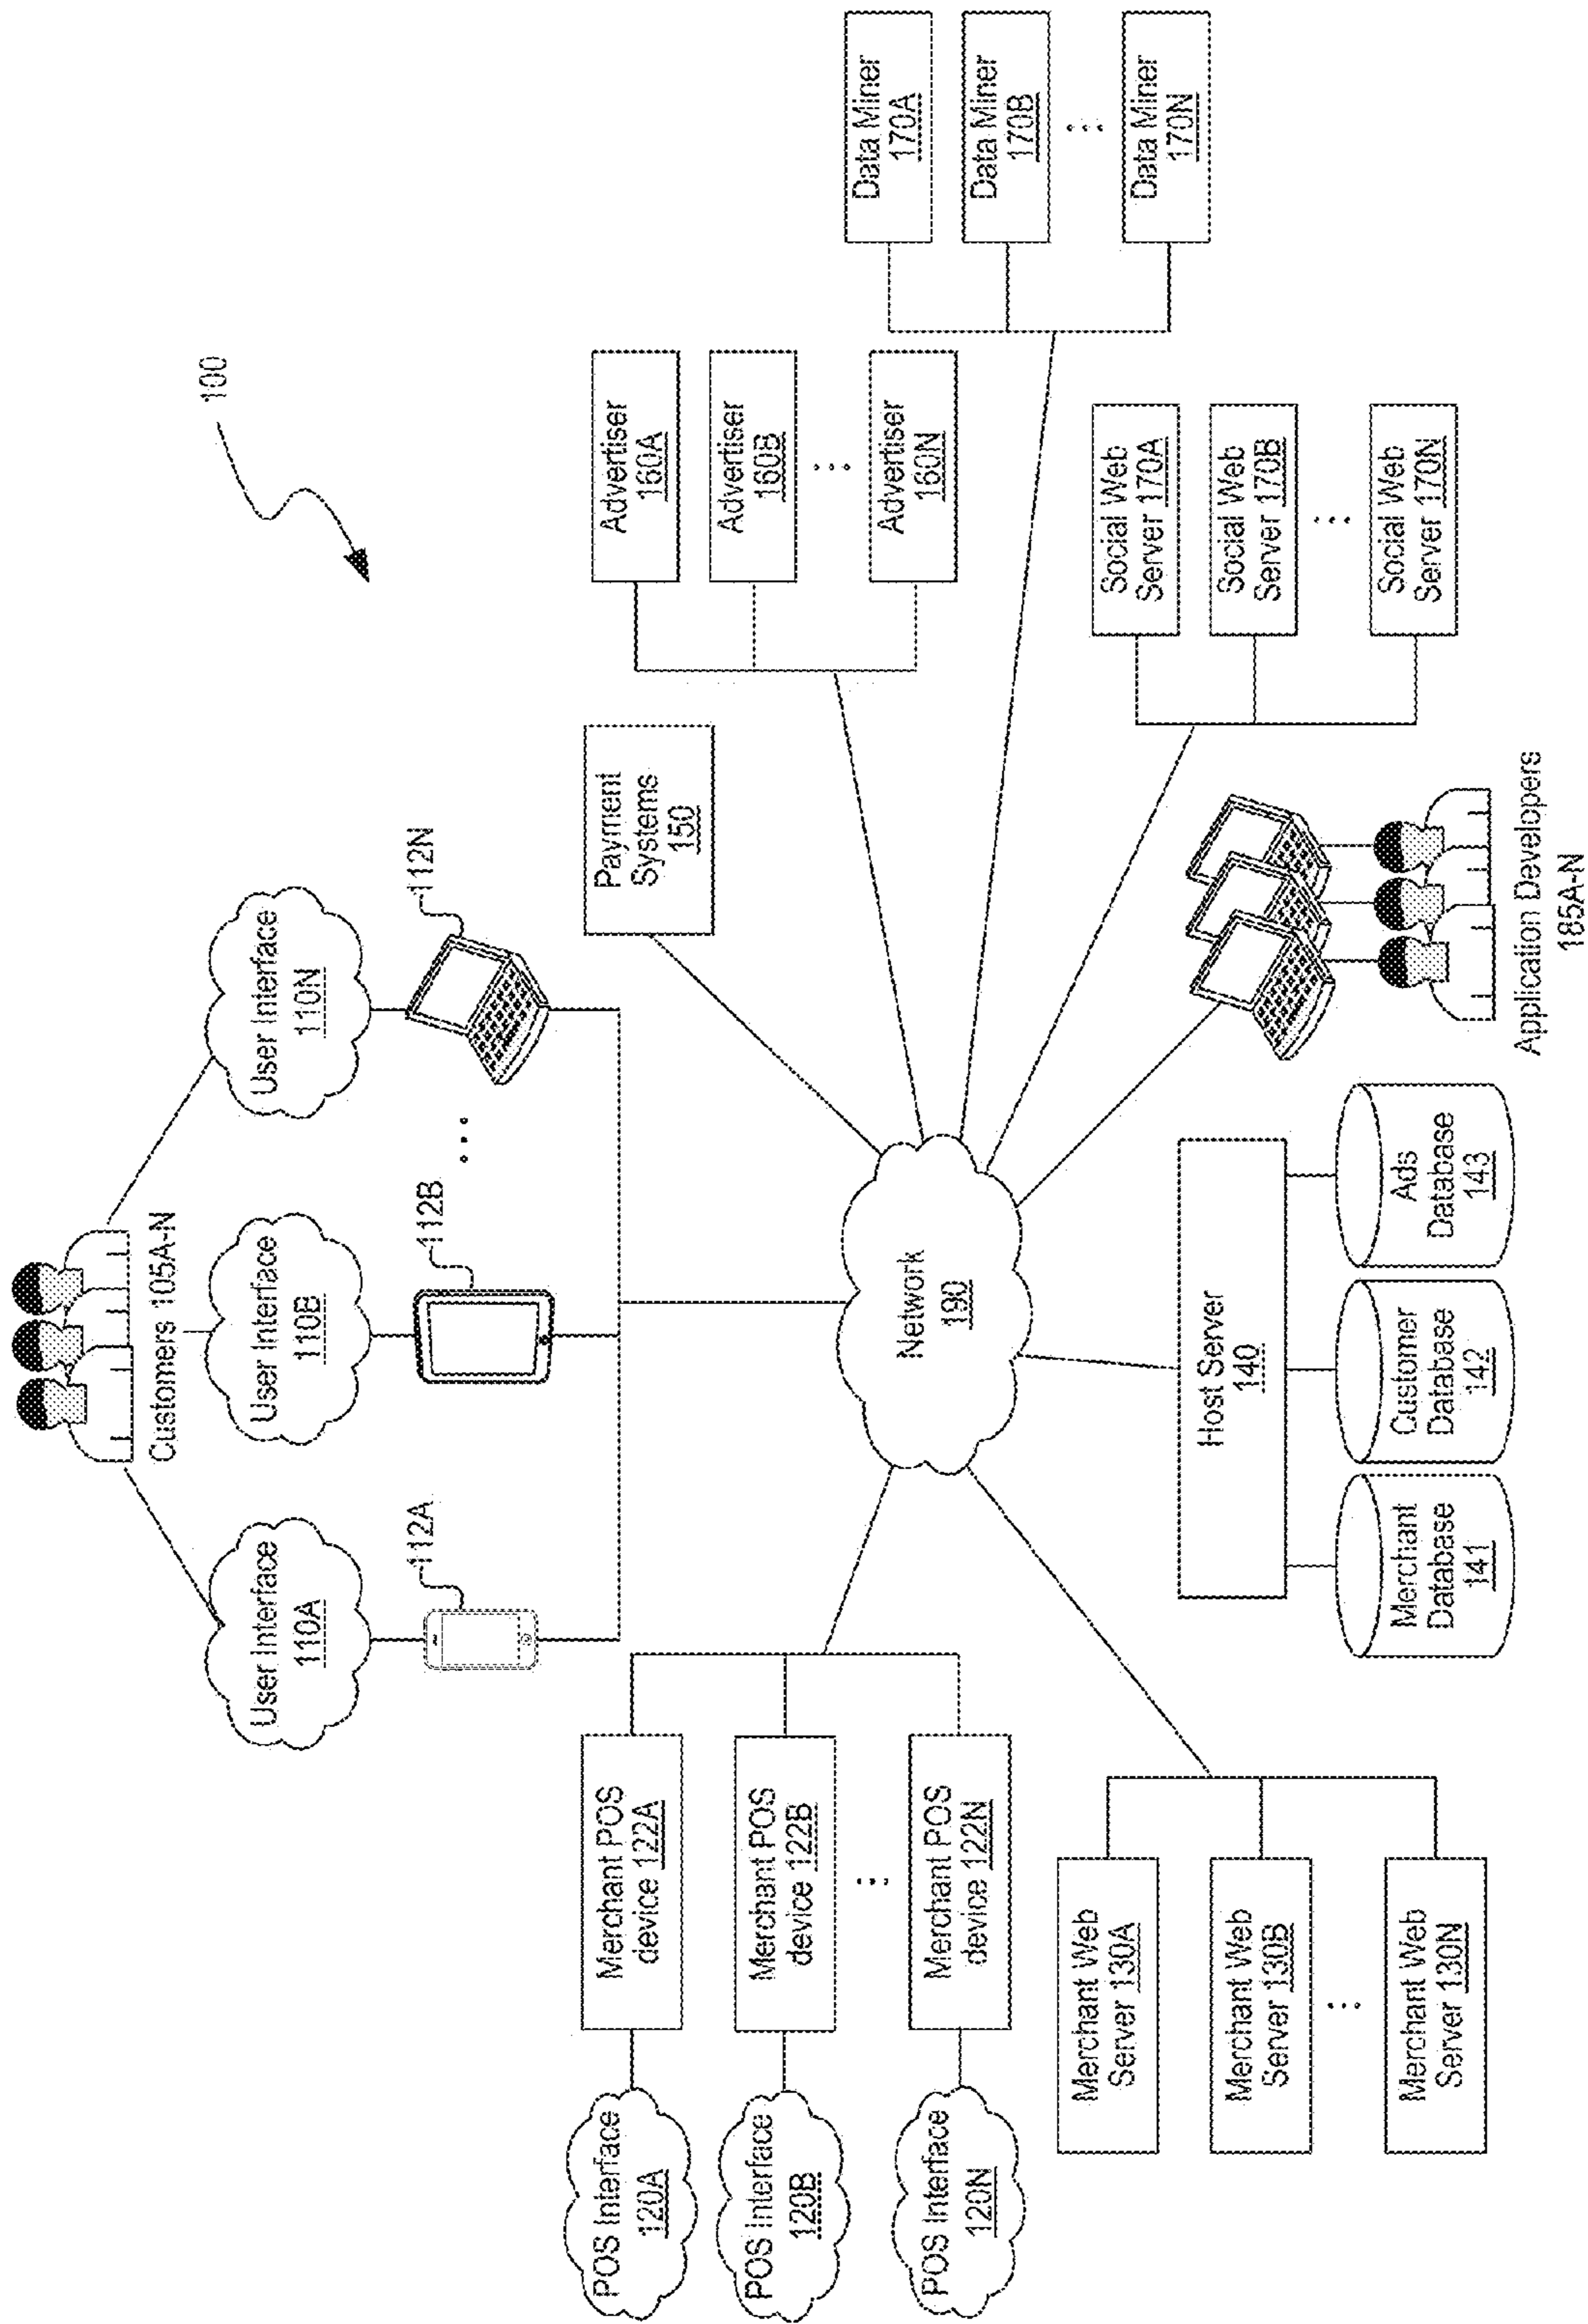 100
Customers 105A-N
User Interface
110A
User Interface
110B
User Interface
110N
112A
112B
...
112N
POS Interface
120A
POS Interface
120B
POS Interface
120N
Merchant POS
device 122A
Merchant POS
device 122B
...
Merchant POS
device 122N
Payment
Systems
150
Advertiser
160A
Advertiser
160B
...
Advertiser
160N
Data Miner
170A
Data Miner
170B
...
Data Miner
170N
Network
190
Merchant Web
Server 130A
Merchant Web
Server 130B
...
Merchant Web
Server 130N
Host Server
140
Merchant
Database
141
Customer
Database
142
Ads
Database
143
Social Web
Server 170A
Social Web
Server 170B
...
Social Web
Server 170N
Application Developers
185A-N